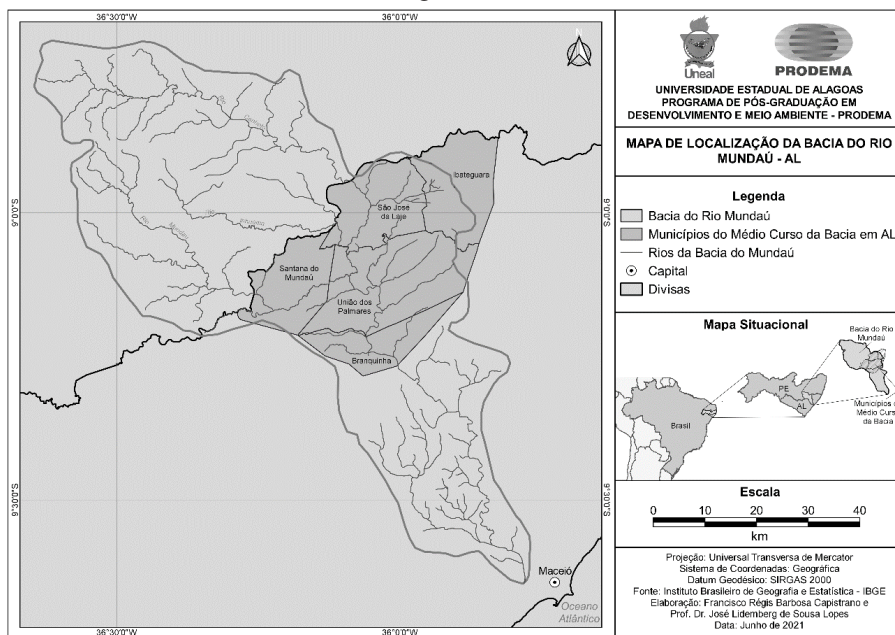 36°30'0"S
36°0'0"S
N
9°0'0"S
9°0'0"S
9°30'0"S
9°30'0"S
Ibateguara
São José
da Laje
Santana do
Mundaú
União dos
Palmares
Branquinha
Rio
Mundaú
Rio
Maceió
Oceano
Atlântico
36°30'0"S
36°0'0"S
Uneal
PRODEMA
UNIVERSIDADE ESTADUAL DE ALAGOAS
PROGRAMA DE PÓS-GRADUAÇÃO EM
DESENVOLVIMENTO E MEIO AMBIENTE - PRODEMA
MAPA DE LOCALIZAÇÃO DA BACIA DO RIO
MUNDAÚ - AL
Legenda
Bacia do Rio Mundaú
Municípios do Médio Curso da Bacia em AL
Rios da Bacia do Mundaú
Capital
Divisas
Mapa Situacional
Bacia do Rio
Mundaú
PE
AL
Brasil
Municípios
Médio Curs
da Bacia
Escala
0 10 20 30 40
km
Projeção: Universal Transversa de Mercator
Sistema de Coordenadas: Geográfica
Datum Geodésico: SIRGAS 2000
Fonte: Instituto Brasileiro de Geografia e Estatística - IBGE
Elaboração: Francisco Régis Barbosa Capistrano e
Prof. Dr. José Lidemberg de Sousa Lopes
Data: Junho de 2021